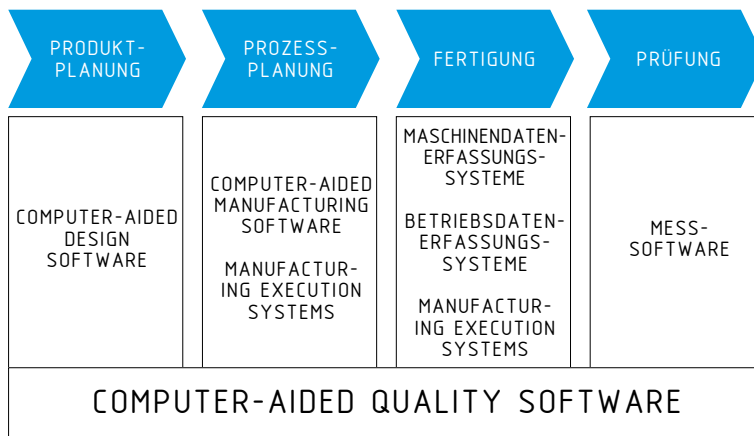 PRODUKT-
PLANUNG
PROZESS-
PLANUNG
FERTIGUNG
PRÜFUNG
COMPUTER-AIDED
DESIGN
SOFTWARE
COMPUTER-AIDED
MANUFACTURING
SOFTWARE
MANUFACTUR-
ING EXECUTION
SYSTEMS
MASCHINENDATEN-
ERFASSUNGS-
SYSTEME
BETRIEBSDATEN-
ERFASSUNGS-
SYSTEME
MANUFACTUR-
ING EXECUTION
SYSTEMS
MESS-
SOFTWARE
COMPUTER-AIDED QUALITY SOFTWARE